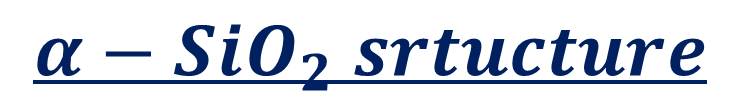 α − SiO₂ srtucture